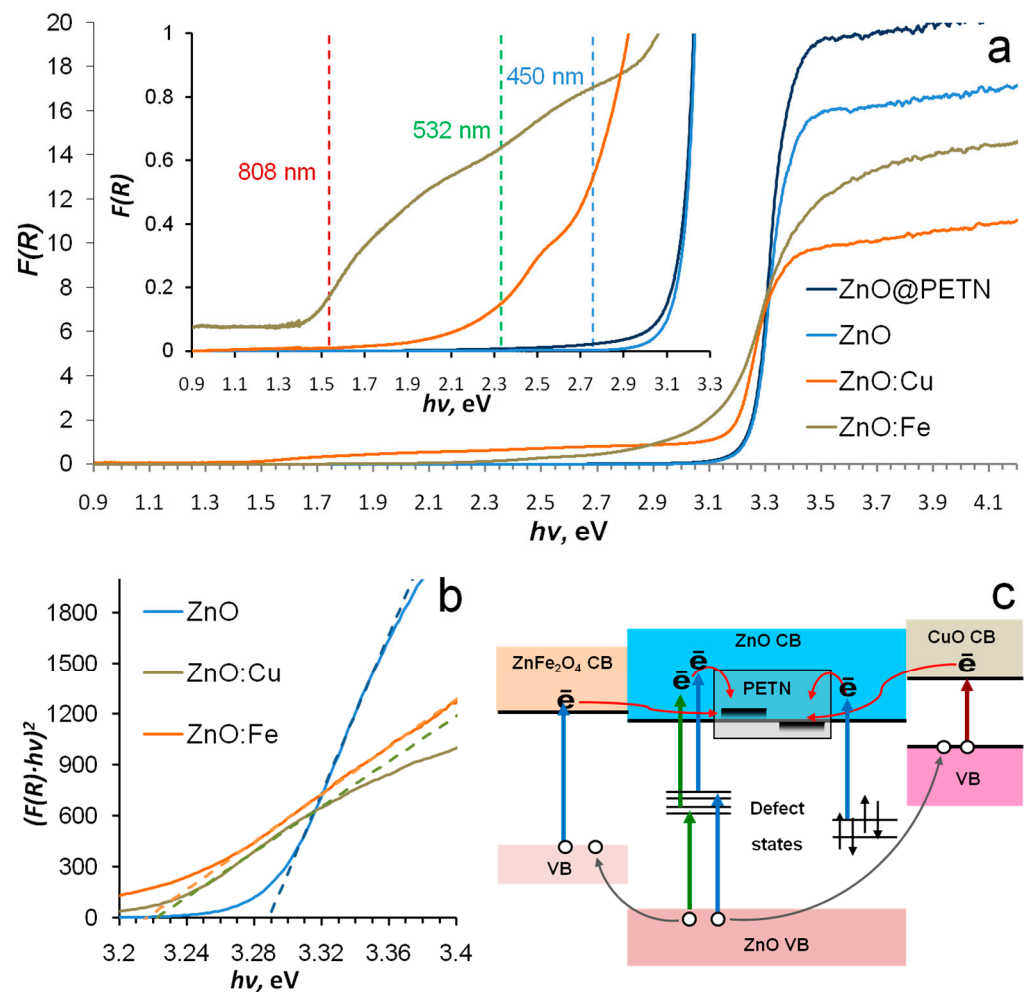 a
F(R)
20
18
16
14
12
10
8
6
4
2
0
0.9 1.1 1.3 1.5 1.7 1.9 2.1 2.3 2.5 2.7 2.9 3.1 3.3 3.5 3.7 3.9 4.1
hν, eV
F(R)
1
0.8
0.6
0.4
0.2
0
0.9 1.1 1.3 1.5 1.7 1.9 2.1 2.3 2.5 2.7 2.9 3.1 3.3
hν, eV
450 nm
532 nm
808 nm
ZnO@PETN
ZnO
ZnO:Cu
ZnO:Fe
b
(F(R)·hν)²
1800
1500
1200
900
600
300
0
3.2 3.24 3.28 3.32 3.36 3.4
hν, eV
ZnO
ZnO:Cu
ZnO:Fe
c
ZnO CB
CuO CB
ZnFe₂O₄ CB
ē
ē
ē
ē
ē
PETN
VB
Defect
states
VB
ZnO VB